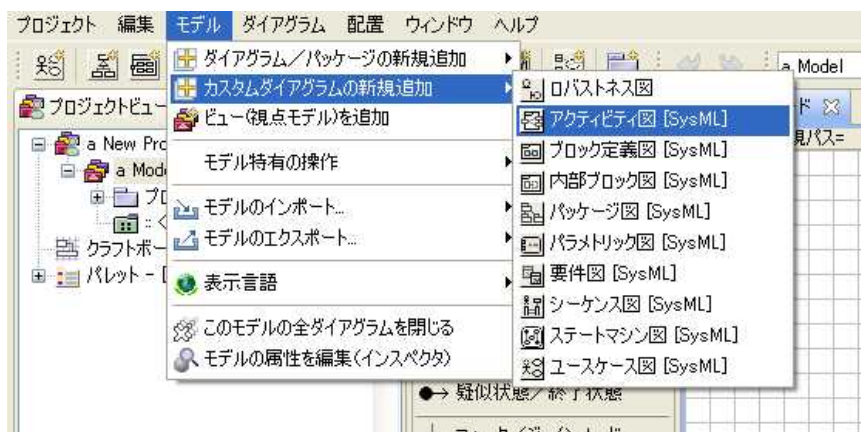 プロジェクト 編集 モデル ダイアグラム 配置 ウィンドウ ヘルプ
a Model
プロジェクトビュー
a New Pro
a Mode
プロ
クラフトボー
パレット - [
ダイアグラム/パッケージの新規追加
カスタムダイアグラムの新規追加
ビュー(視点モデル)を追加
モデル特有の操作
モデルのインポート...
モデルのエクスポート...
表示言語
このモデルの全ダイアグラムを閉じる
モデルの属性を編集(インスペクタ)
ロバストネス図
アクティビティ図 [SysML]
ブロック定義図 [SysML]
内部ブロック図 [SysML]
パッケージ図 [SysML]
パラメトリック図 [SysML]
要件図 [SysML]
シーケンス図 [SysML]
ステートマシン図 [SysML]
ユースケース図 [SysML]
ド
見パス=
疑似状態/終了状態